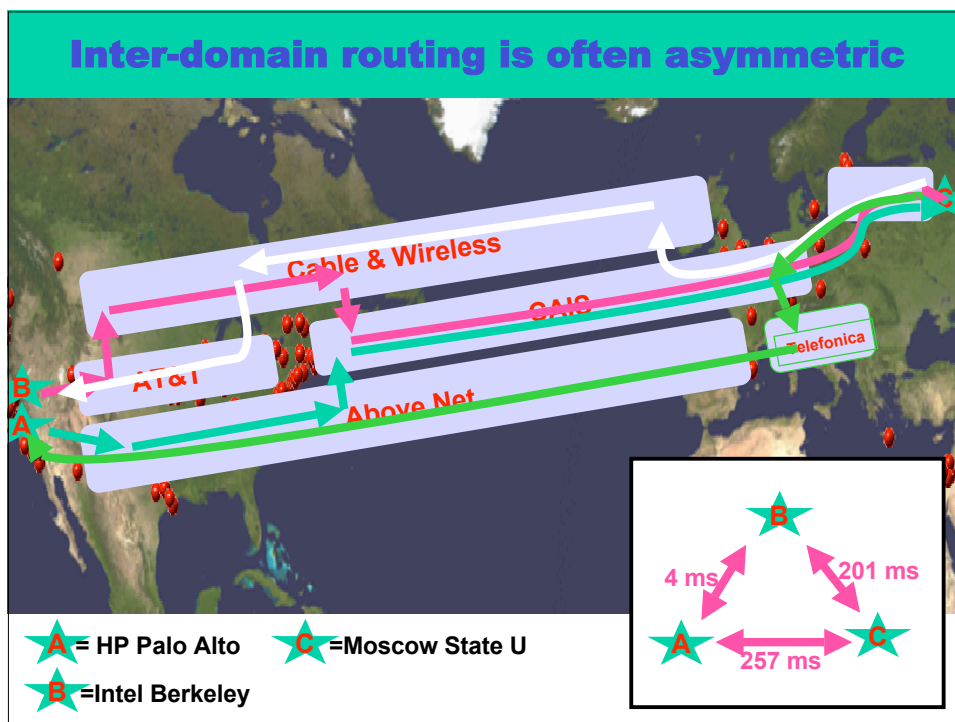 Inter-domain routing is often asymmetric
C
Cable & Wireless
CAIS
Telefonica
B
AT&T
A
Above Net
B
4 ms
201 ms
A
C
257 ms
A = HP Palo Alto
C =Moscow State U
B =Intel Berkeley